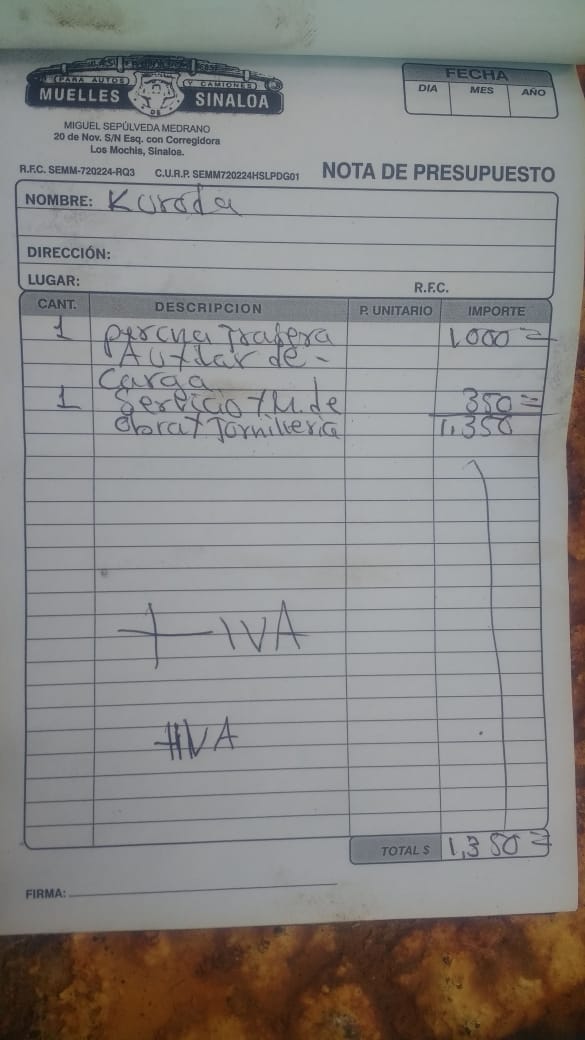 PARA AUTOS Y CAMIONES
MUELLES DE SINALOA
MIGUEL SEPÚLVEDA MEDRANO
20 de Nov. S/N Esq. con Corregidora
Los Mochis, Sinaloa.
FECHA
DIA MES AÑO
R.F.C. SEMM-720224-RQ3 C.U.R.P. SEMM720224HSLPDG01 NOTA DE PRESUPUESTO
NOMBRE: Kuroda
DIRECCIÓN:
LUGAR: R.F.C.
CANT. DESCRIPCION P. UNITARIO IMPORTE
1 percha Trasera 1,000=
Auxiliar de -
Carga
1 Servicio y M. de 350=
Obra y Tornilleria 1,350
+ IVA
+IVA
TOTAL $ 1,350=
FIRMA: